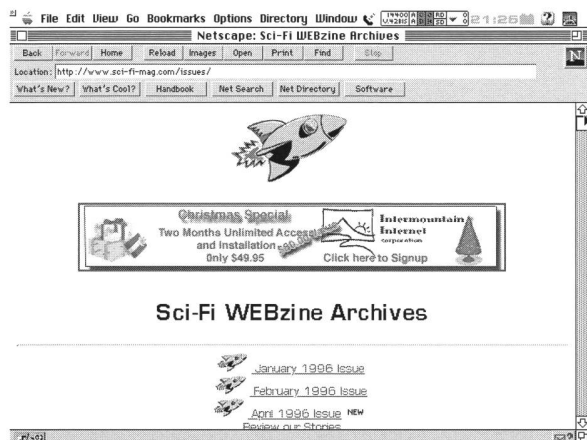 File Edit View Go Bookmarks Options Directory Window 21:26
Netscape: Sci-Fi WEBzine Archives
Back Forward Home Reload Images Open Print Find Stop
Location: http://www.sci-fi-mag.com/issues/
N
What's New? What's Cool? Handbook Net Search Net Directory Software
Christmas Special
Two Months Unlimited Access
and Installation
Only $49.95
Intermountain
Internet
corporation
Click here to Signup
Sci-Fi WEBzine Archives
January 1996 Issue
February 1996 Issue
April 1996 Issue NEW
Review our Stories